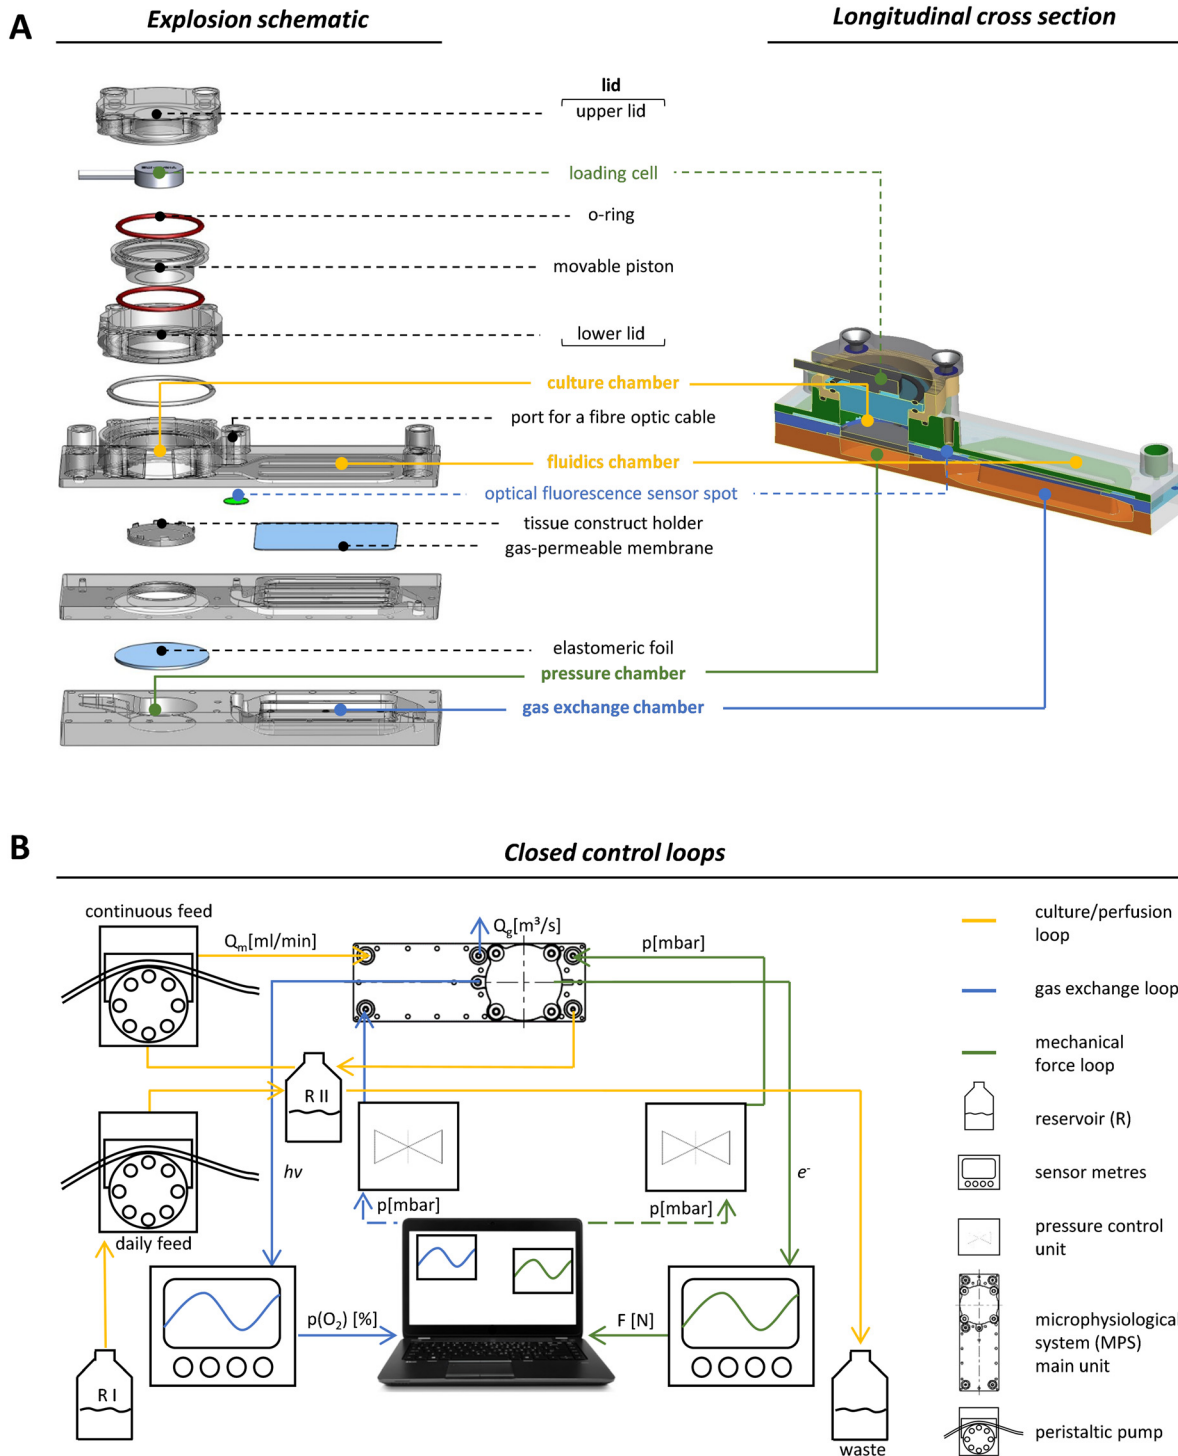 A
Explosion schematic
Longitudinal cross section
lid
upper lid
loading cell
o-ring
movable piston
lower lid
culture chamber
port for a fibre optic cable
fluidics chamber
optical fluorescence sensor spot
tissue construct holder
gas-permeable membrane
elastomeric foil
pressure chamber
gas exchange chamber
B
Closed control loops
continuous feed
Qm[ml/min]
Qg[m³/s]
p[mbar]
culture/perfusion
loop
gas exchange loop
mechanical
force loop
R II
reservoir (R)
hν
e⁻
sensor metres
p[mbar]
p[mbar]
daily feed
pressure control
unit
p(O₂) [%]
F [N]
microphysiological
system (MPS)
main unit
R I
peristaltic pump
waste